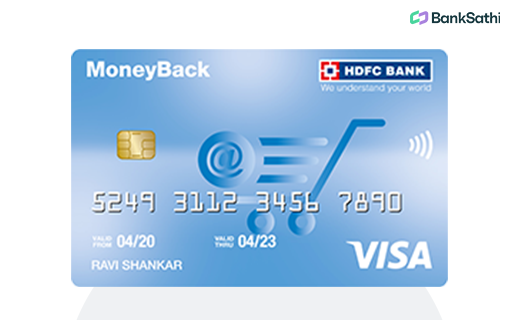 BankSathi
MoneyBack
HDFC BANK
We understand your world
@
5249 3112 3456 7890
VALID FROM 04/20 VALID THRU 04/23
RAVI SHANKAR
VISA